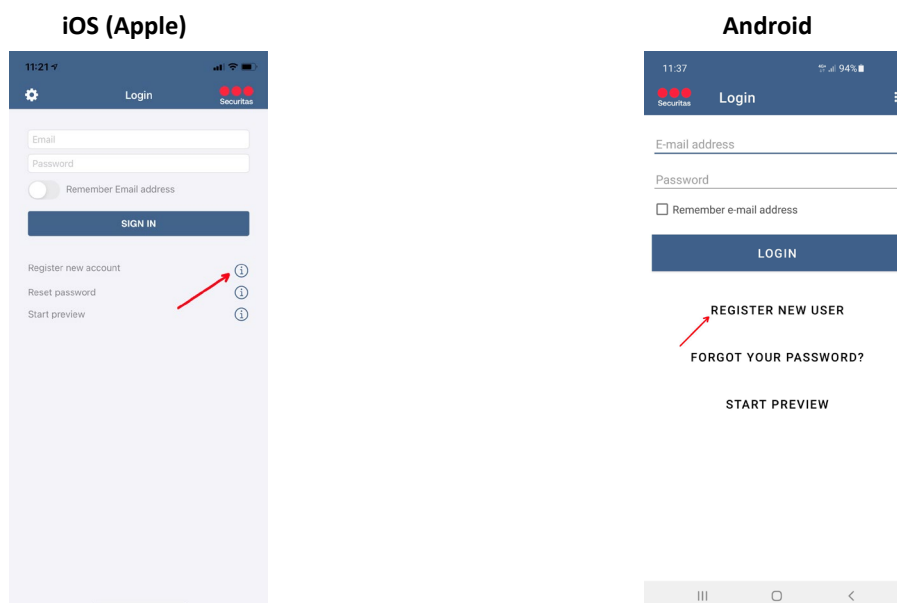 iOS (Apple)
11:21
Login
Securitas
Email
Password
Remember Email address
SIGN IN
Register new account
Reset password
Start preview
Android
11:37
94%
Securitas
Login
E-mail address
Password
Remember e-mail address
LOGIN
REGISTER NEW USER
FORGOT YOUR PASSWORD?
START PREVIEW